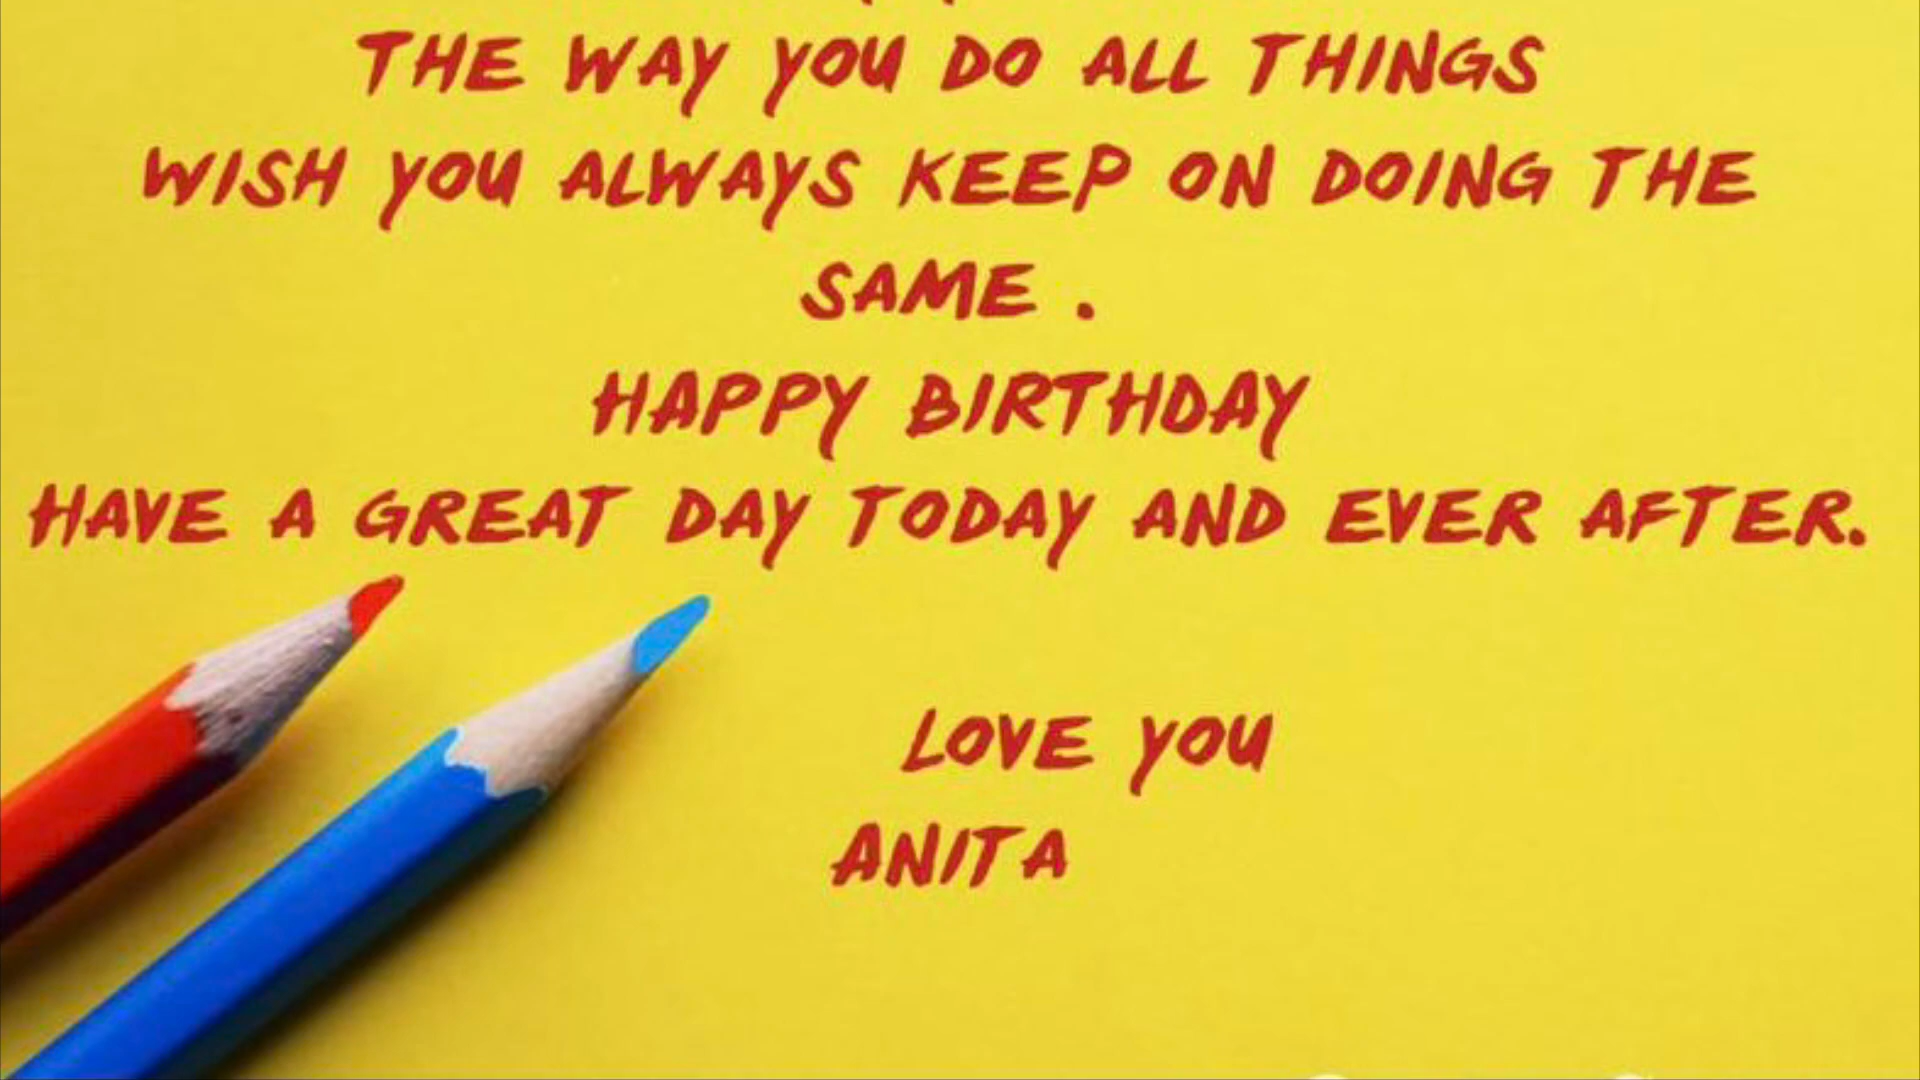 THE WAY YOU DO ALL THINGS
WISH YOU ALWAYS KEEP ON DOING THE
SAME .
HAPPY BIRTHDAY
HAVE A GREAT DAY TODAY AND EVER AFTER.
LOVE YOU
ANITA